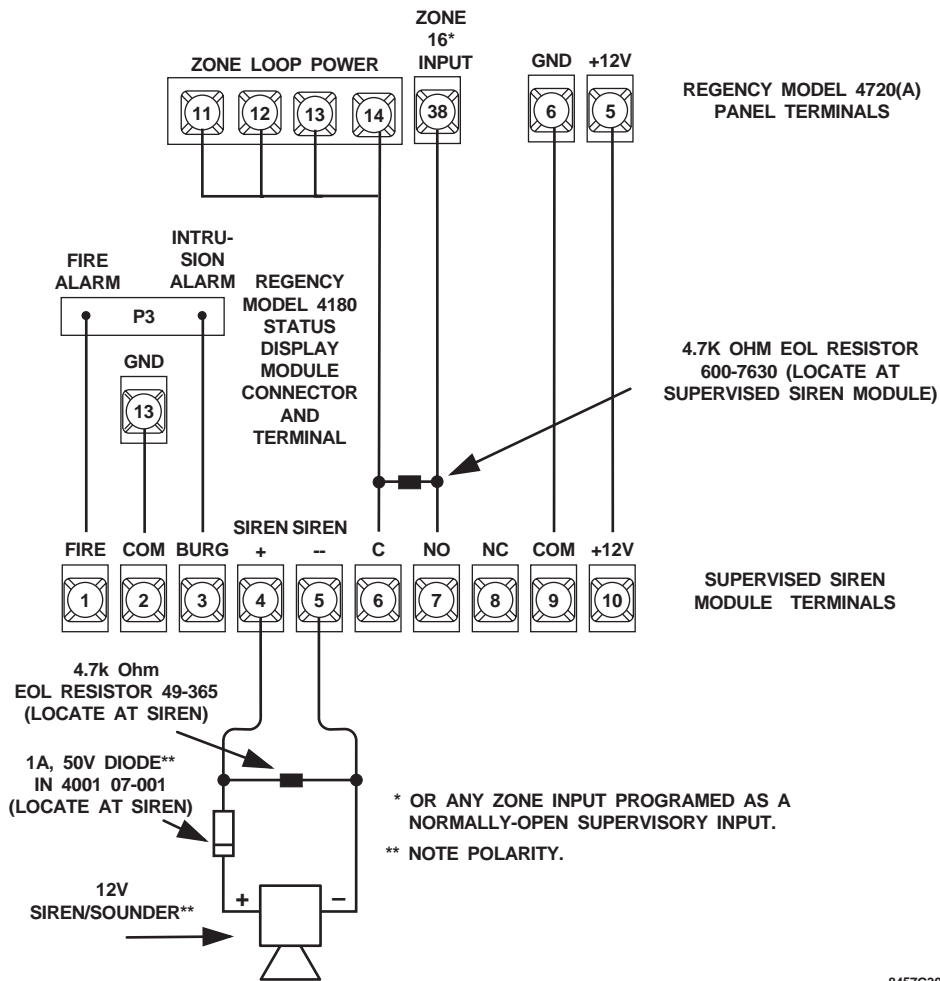 ZONE
16*
INPUT
ZONE LOOP POWER
GND +12V
11 12 13 14 38 6 5
REGENCY MODEL 4720(A)
PANEL TERMINALS
FIRE
ALARM
INTRU-
SION
ALARM
P3
REGENCY
MODEL 4180
STATUS
DISPLAY
MODULE
CONNECTOR
AND
TERMINAL
GND
13
4.7K OHM EOL RESISTOR
600-7630 (LOCATE AT
SUPERVISED SIREN MODULE)
SIREN SIREN
FIRE COM BURG + -- C NO NC COM +12V
1 2 3 4 5 6 7 8 9 10
SUPERVISED SIREN
MODULE TERMINALS
4.7k Ohm
EOL RESISTOR 49-365
(LOCATE AT SIREN)
1A, 50V DIODE**
IN 4001 07-001
(LOCATE AT SIREN)
* OR ANY ZONE INPUT PROGRAMED AS A
NORMALLY-OPEN SUPERVISORY INPUT.
** NOTE POLARITY.
+ –
12V
SIREN/SOUNDER**